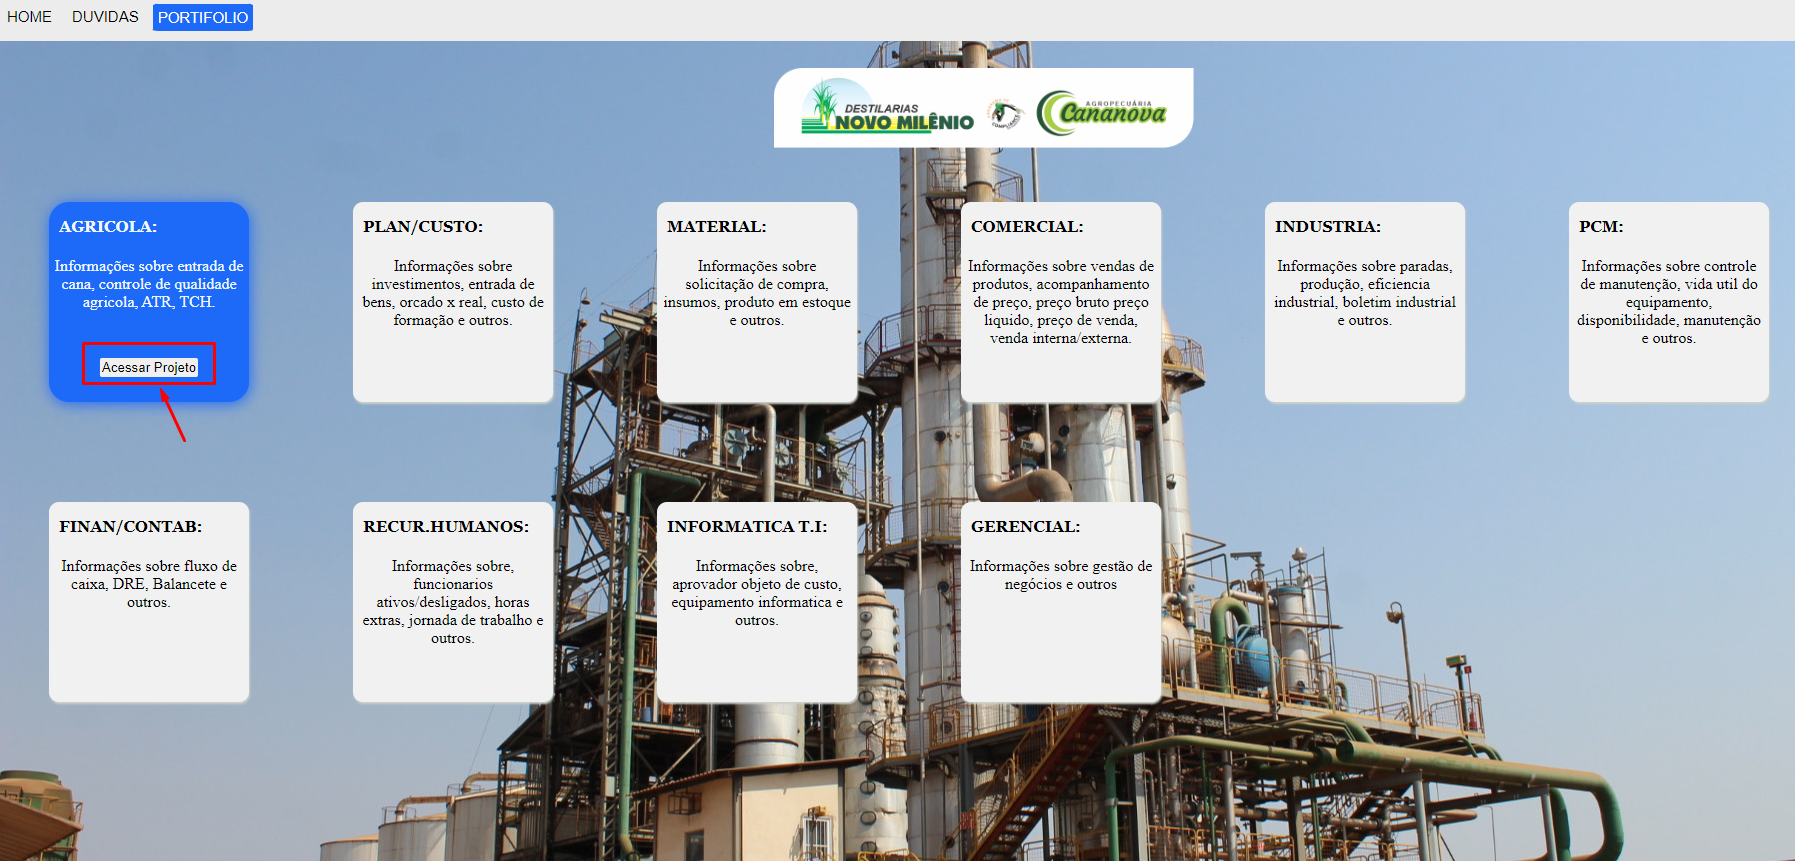 HOME DUVIDAS PORTIFOLIO
DESTILARIAS
NOVO MILÊNIO
COMPLIANCE
AGROPECUÁRIA
Cananova
AGRICOLA:
Informações sobre entrada de
cana, controle de qualidade
agricola, ATR, TCH.
Acessar Projeto
PLAN/CUSTO:
Informações sobre
investimentos, entrada de
bens, orcado x real, custo de
formação e outros.
MATERIAL:
Informações sobre
solicitação de compra,
insumos, produto em estoque
e outros.
COMERCIAL:
Informações sobre vendas de
produtos, acompanhamento
de preço, preço bruto preço
liquido, preço de venda,
venda interna/externa.
INDUSTRIA:
Informações sobre paradas,
produção, eficiencia
industrial, boletim industrial
e outros.
PCM:
Informações sobre controle
de manutenção, vida util do
equipamento,
disponibilidade, manutenção
e outros.
FINAN/CONTAB:
Informações sobre fluxo de
caixa, DRE, Balancete e
outros.
RECUR.HUMANOS:
Informações sobre,
funcionarios
ativos/desligados, horas
extras, jornada de trabalho e
outros.
INFORMATICA T.I:
Informações sobre,
aprovador objeto de custo,
equipamento informatica e
outros.
GERENCIAL:
Informações sobre gestão de
negócios e outros